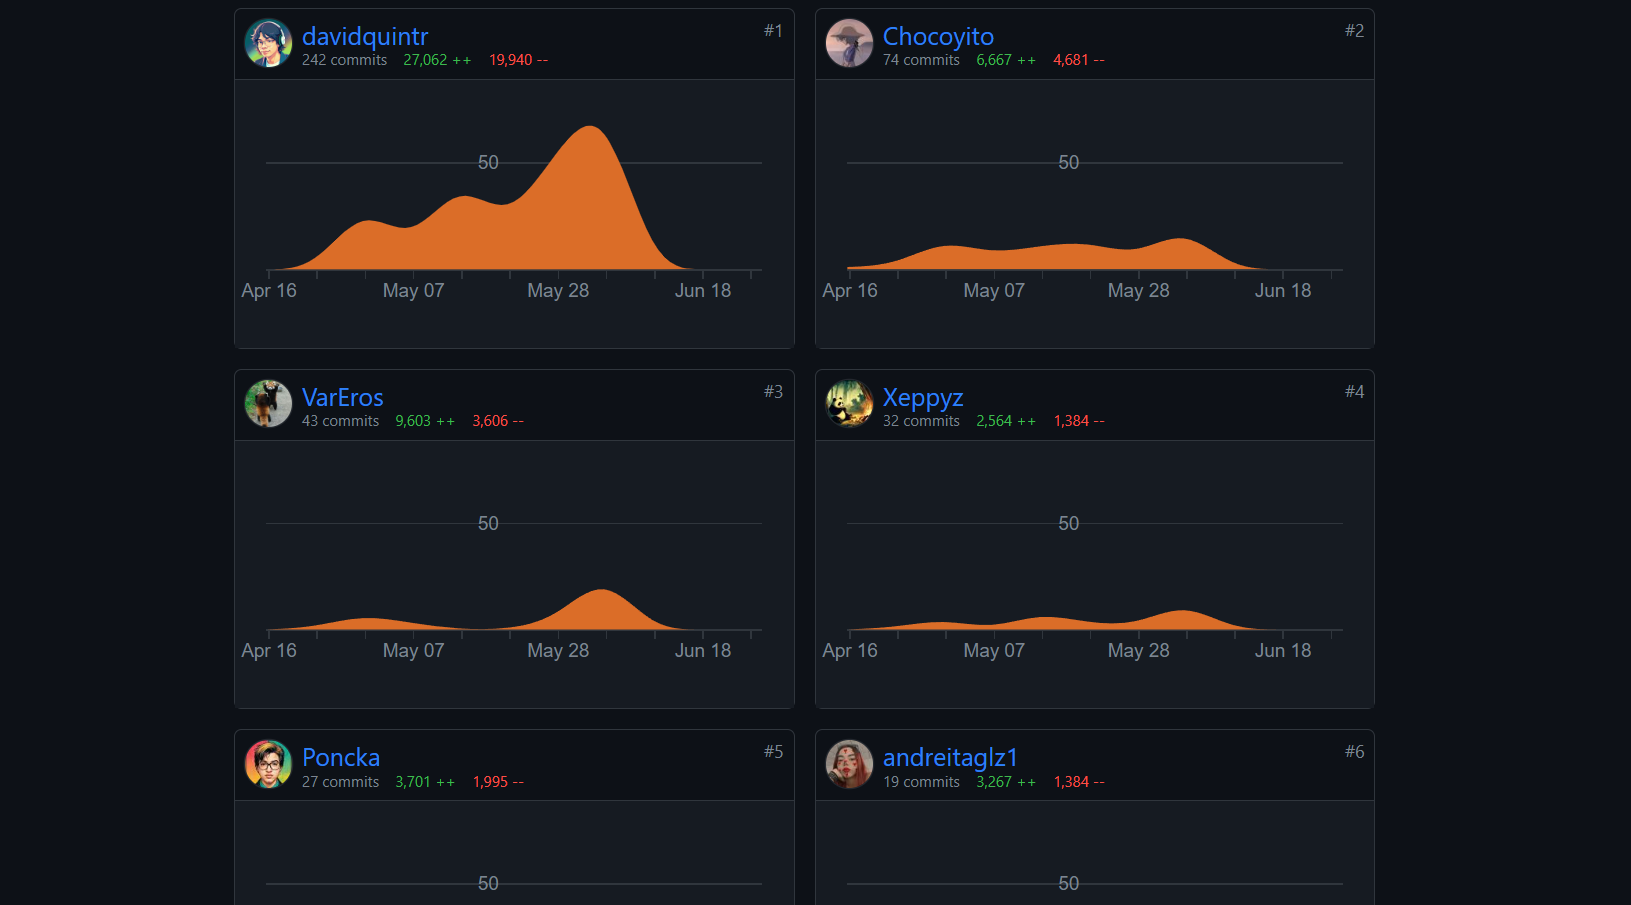 davidquintr #1
242 commits 27,062 ++ 19,940 --
50
Apr 16 May 07 May 28 Jun 18
Chocoyito #2
74 commits 6,667 ++ 4,681 --
50
Apr 16 May 07 May 28 Jun 18
VarEros #3
43 commits 9,603 ++ 3,606 --
50
Apr 16 May 07 May 28 Jun 18
Xeppyz #4
32 commits 2,564 ++ 1,384 --
50
Apr 16 May 07 May 28 Jun 18
Poncka #5
27 commits 3,701 ++ 1,995 --
50
andreitaglz1 #6
19 commits 3,267 ++ 1,384 --
50